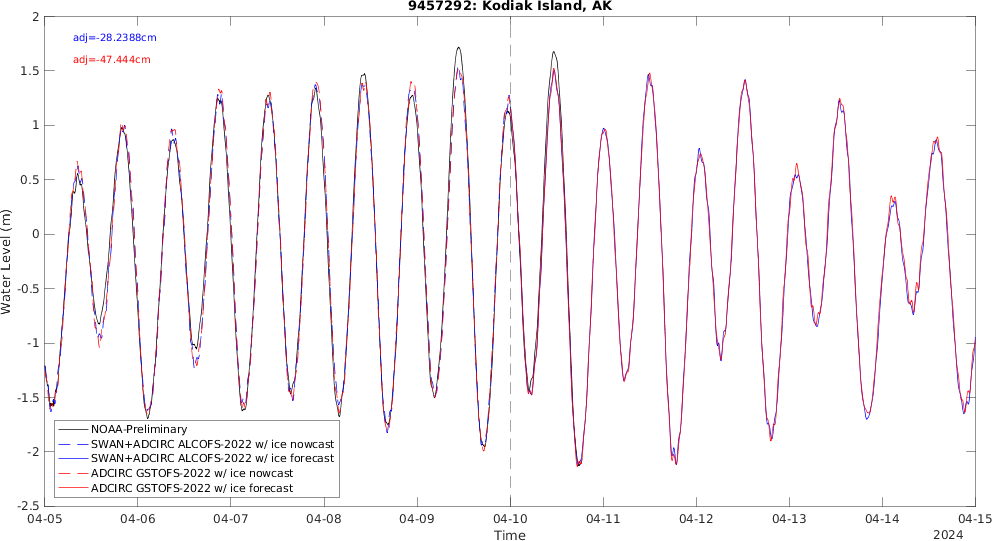 9457292: Kodiak Island, AK
adj=-28.2388cm
adj=-47.444cm
2
1.5
1
0.5
0
-0.5
-1
-1.5
-2
-2.5
Water Level (m)
NOAA-Preliminary
SWAN+ADCIRC ALCOFS-2022 w/ ice nowcast
SWAN+ADCIRC ALCOFS-2022 w/ ice forecast
ADCIRC GSTOFS-2022 w/ ice nowcast
ADCIRC GSTOFS-2022 w/ ice forecast
04-05 04-06 04-07 04-08 04-09 04-10 04-11 04-12 04-13 04-14 04-15
Time
2024